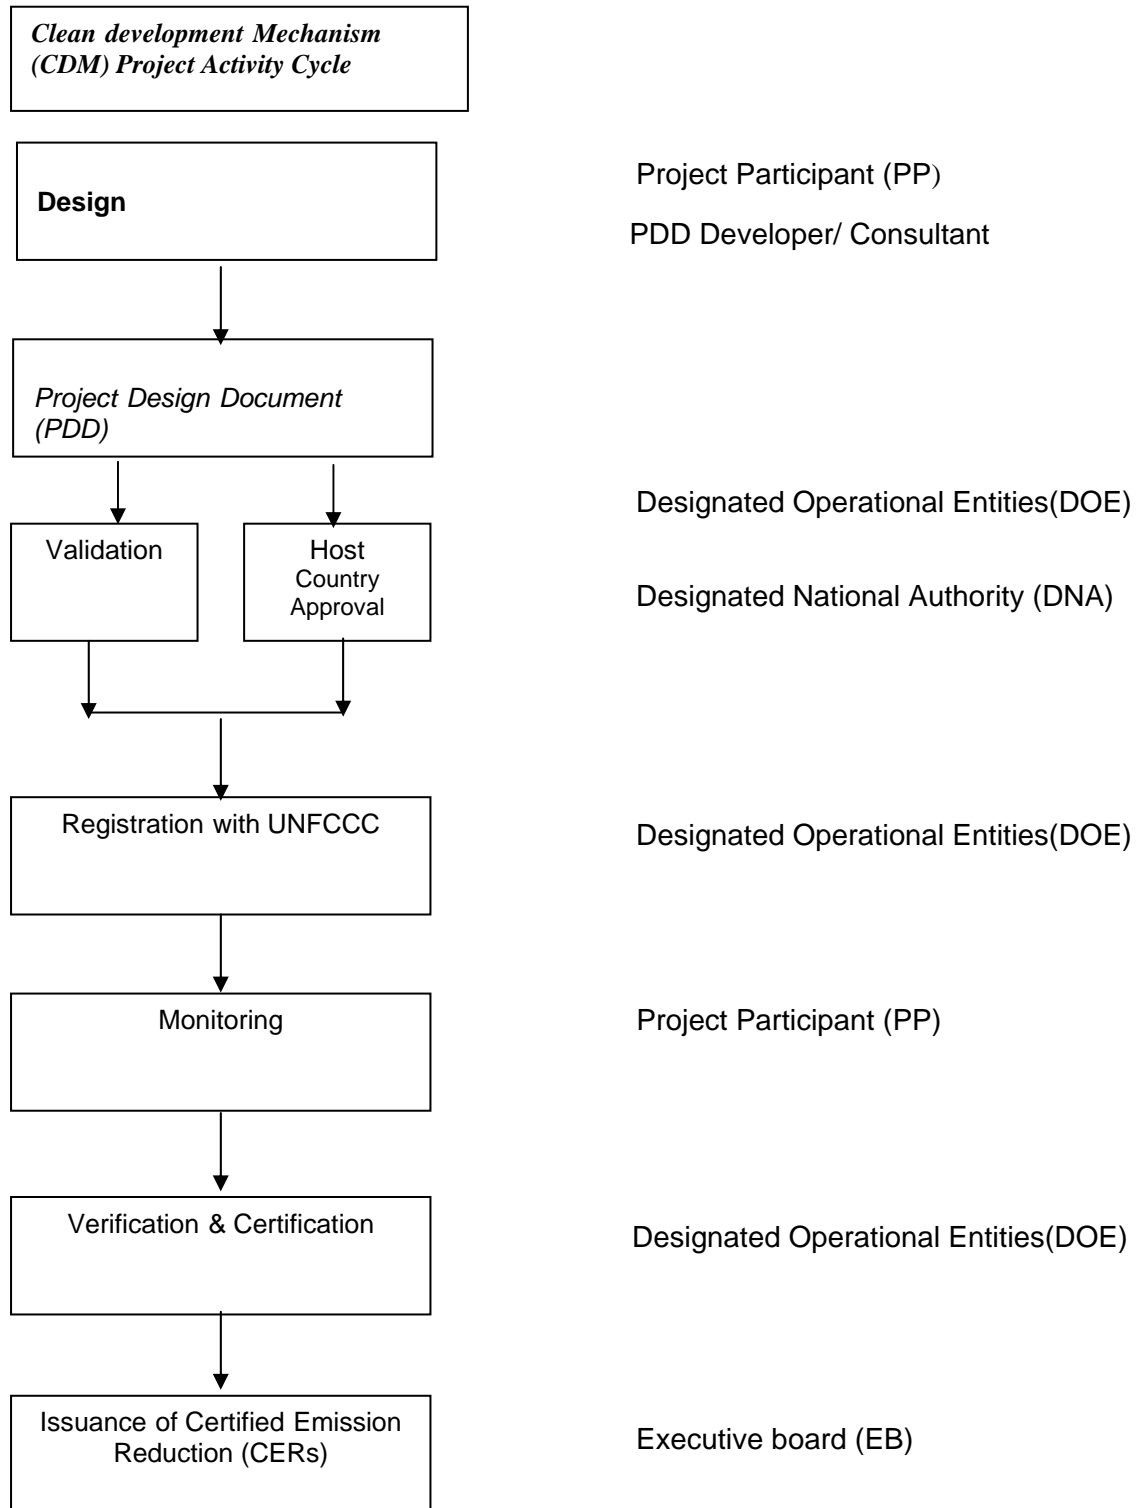 Clean development Mechanism
(CDM) Project Activity Cycle
Design
Project Participant (PP)
PDD Developer/ Consultant
Project Design Document
(PDD)
Validation
Host
Country
Approval
Designated Operational Entities(DOE)
Designated National Authority (DNA)
Registration with UNFCCC
Designated Operational Entities(DOE)
Monitoring
Project Participant (PP)
Verification & Certification
Designated Operational Entities(DOE)
Issuance of Certified Emission
Reduction (CERs)
Executive board (EB)